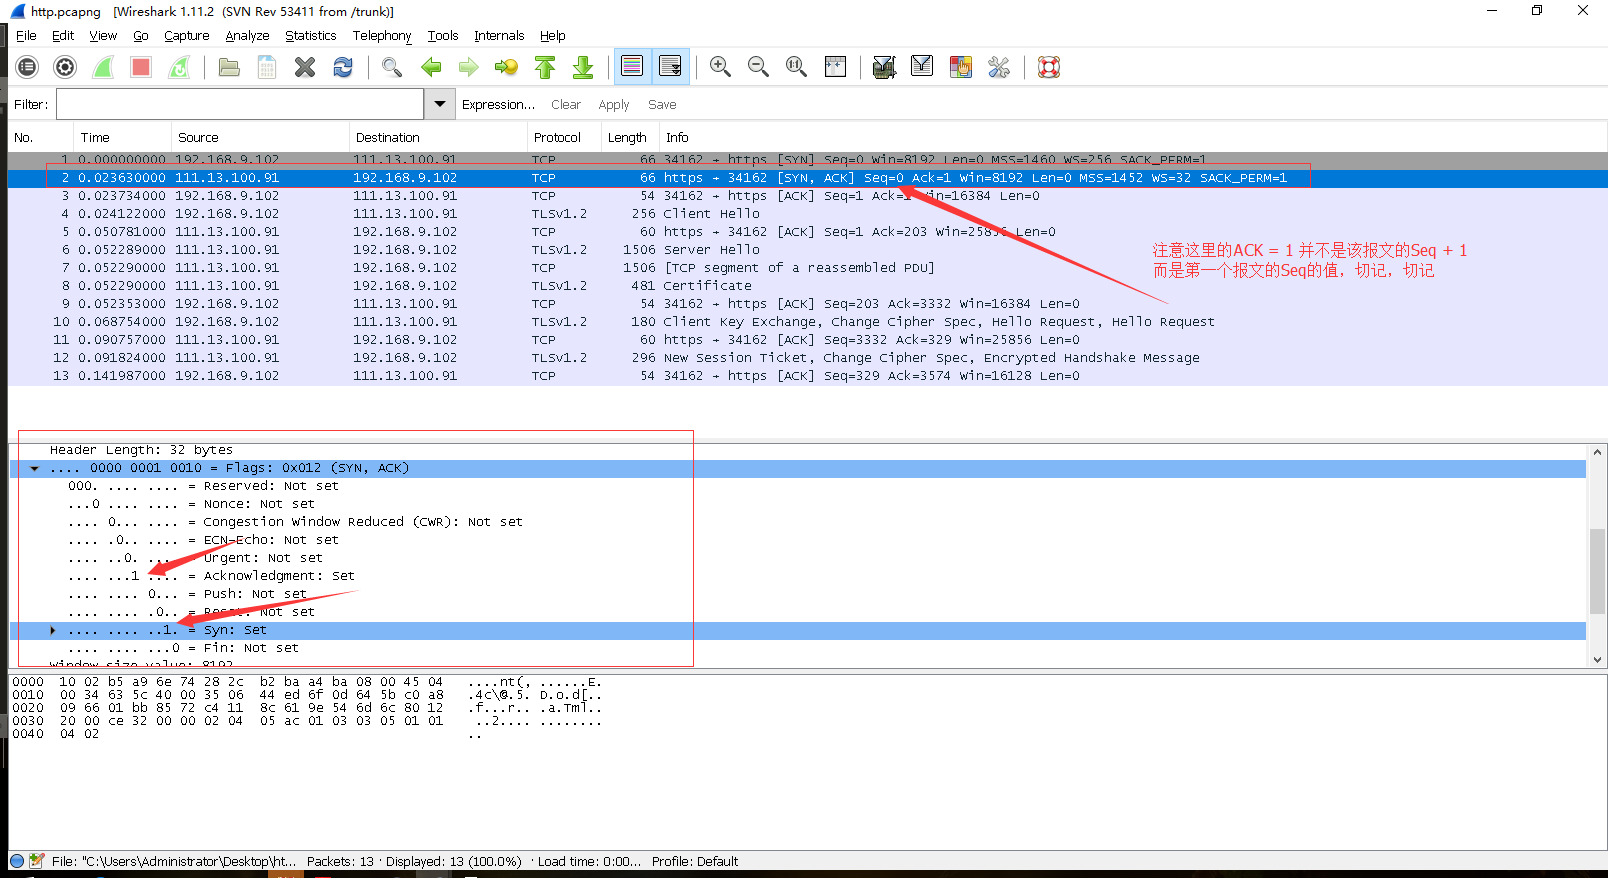 http.pcapng [Wireshark 1.11.2 (SVN Rev 53411 from /trunk)]
File Edit View Go Capture Analyze Statistics Telephony Tools Internals Help
Filter: Expression... Clear Apply Save
No. Time Source Destination Protocol Length Info
1 0.000000000 192.168.9.102 111.13.100.91 TCP 66 34162 → https [SYN] Seq=0 Win=8192 Len=0 MSS=1460 WS=256 SACK_PERM=1
2 0.023630000 111.13.100.91 192.168.9.102 TCP 66 https → 34162 [SYN, ACK] Seq=0 Ack=1 Win=8192 Len=0 MSS=1452 WS=32 SACK_PERM=1
3 0.023734000 192.168.9.102 111.13.100.91 TCP 54 34162 → https [ACK] Seq=1 Ack=1 Win=16384 Len=0
4 0.024122000 192.168.9.102 111.13.100.91 TLSv1.2 256 Client Hello
5 0.050781000 111.13.100.91 192.168.9.102 TCP 60 https → 34162 [ACK] Seq=1 Ack=203 Win=25856 Len=0
6 0.052289000 111.13.100.91 192.168.9.102 TLSv1.2 1506 Server Hello
7 0.052290000 111.13.100.91 192.168.9.102 TCP 1506 [TCP segment of a reassembled PDU]
8 0.052290000 111.13.100.91 192.168.9.102 TLSv1.2 481 Certificate
9 0.052353000 192.168.9.102 111.13.100.91 TCP 54 34162 → https [ACK] Seq=203 Ack=3332 Win=16384 Len=0
10 0.068754000 192.168.9.102 111.13.100.91 TLSv1.2 180 Client Key Exchange, Change Cipher Spec, Hello Request, Hello Request
11 0.090757000 111.13.100.91 192.168.9.102 TCP 60 https → 34162 [ACK] Seq=3332 Ack=329 Win=25856 Len=0
12 0.091824000 111.13.100.91 192.168.9.102 TLSv1.2 296 New Session Ticket, Change Cipher Spec, Encrypted Handshake Message
13 0.141987000 192.168.9.102 111.13.100.91 TCP 54 34162 → https [ACK] Seq=329 Ack=3574 Win=16128 Len=0
注意这里的ACK = 1 并不是该报文的Seq + 1
而是第一个报文的Seq的值，切记，切记
Header Length: 32 bytes
.... 0000 0001 0010 = Flags: 0x012 (SYN, ACK)
000. .... .... = Reserved: Not set
...0 .... .... = Nonce: Not set
.... 0... .... = Congestion Window Reduced (CWR): Not set
.... .0.. .... = ECN-Echo: Not set
.... ..0. .... = Urgent: Not set
.... ...1 .... = Acknowledgment: Set
.... .... 0... = Push: Not set
.... .... .0.. = Reset: Not set
.... .... ..1. = Syn: Set
.... .... ...0 = Fin: Not set
Window size value: 8192
0000 10 02 b5 a9 6e 74 28 2c b2 ba a4 ba 08 00 45 04 ....nt(, ......E.
0010 00 34 63 5c 40 00 35 06 44 ed 6f 0d 64 5b c0 a8 .4c\@.5. D.o.d[..
0020 09 66 01 bb 85 72 c4 11 8c 61 9e 54 6d 6c 80 12 .f...r.. .a.Tml..
0030 20 00 ce 32 00 00 02 04 05 ac 01 03 03 05 01 01 ..2.... ........
0040 04 02 ..
File: "C:\Users\Administrator\Desktop\ht... Packets: 13 · Displayed: 13 (100.0%) · Load time: 0:00... Profile: Default